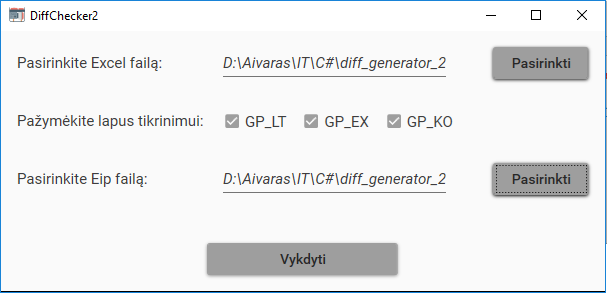 DiffChecker2
Pasirinkite Excel failą: D:\Aivaras\IT\C#\diff_generator_2 Pasirinkti
Pažymėkite lapus tikrinimui: GP_LT GP_EX GP_KO
Pasirinkite Eip failą: D:\Aivaras\IT\C#\diff_generator_2 Pasirinkti
Vykdyti